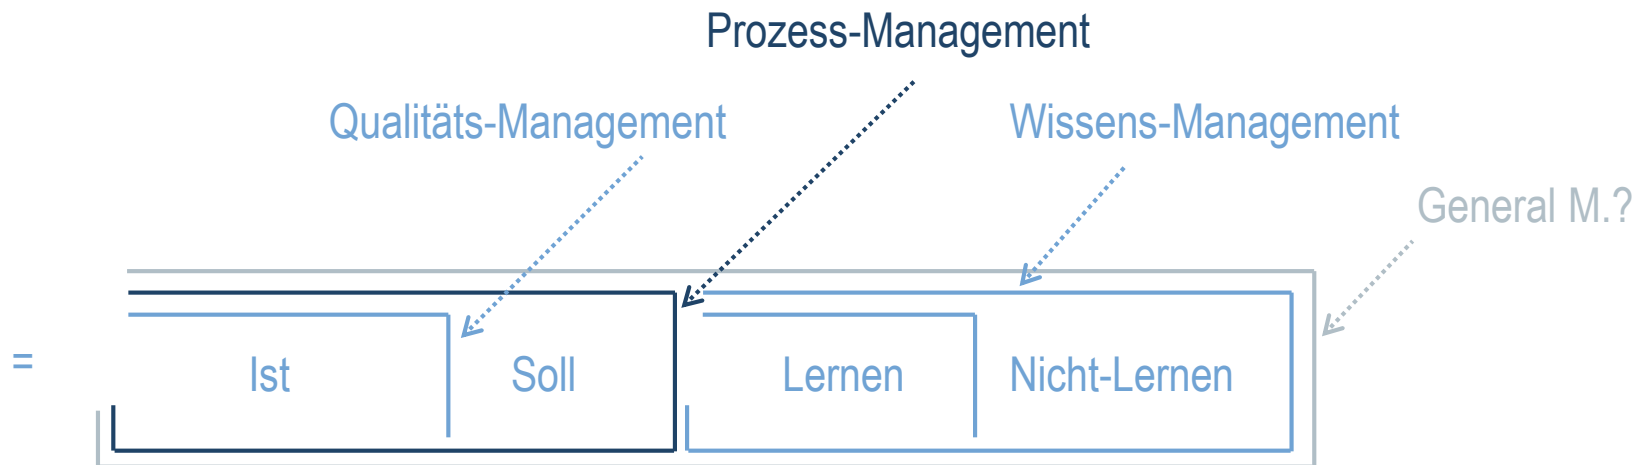 Prozess-Management
Qualitäts-Management
Wissens-Management
General M.?
= Ist Soll Lernen Nicht-Lernen